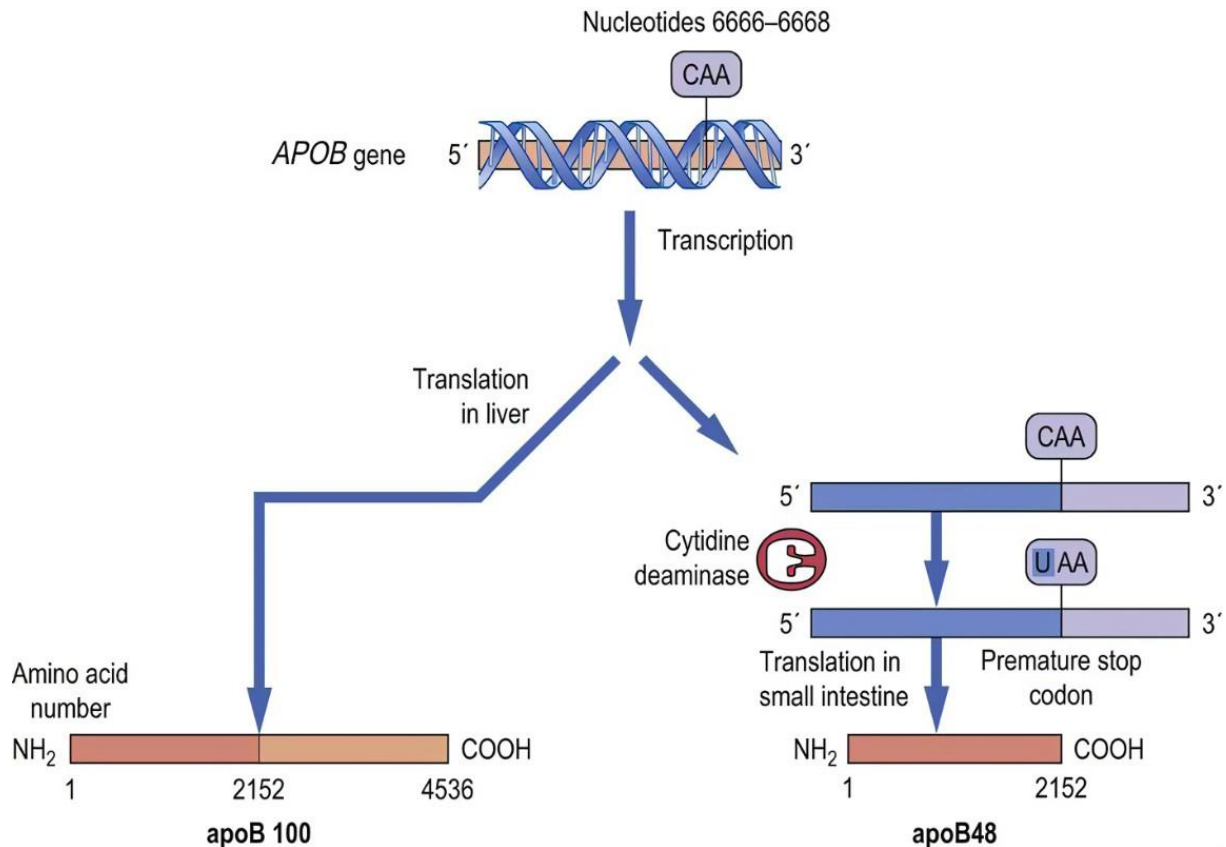 Nucleotides 6666–6668
CAA
APOB gene
5´
3´
Transcription
Translation
in liver
CAA
5´
3´
Cytidine
deaminase
UAA
5´
3´
Translation in
small intestine
Premature stop
codon
Amino acid
number
NH₂
COOH
1
2152
4536
apoB 100
NH₂
COOH
1
2152
apoB48